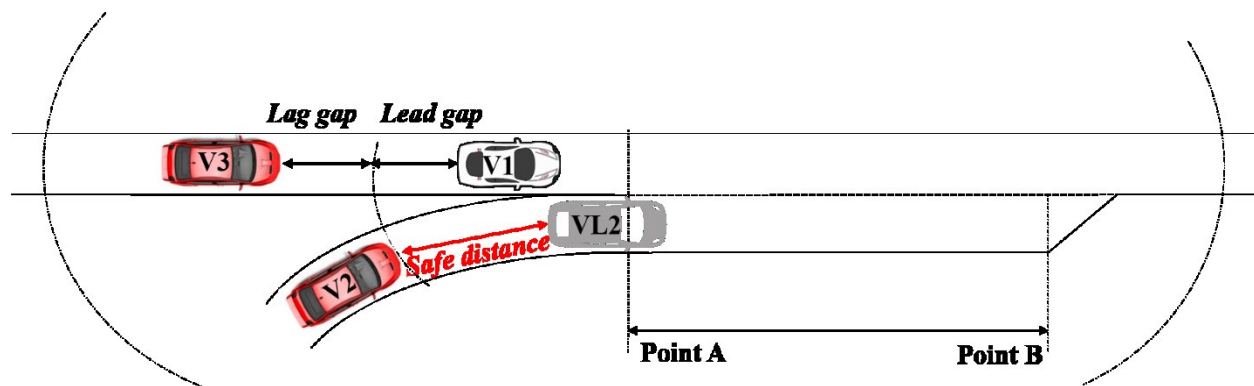 Lag gap Lead gap
V3
V1
VL2
Safe distance
V2
Point A
Point B